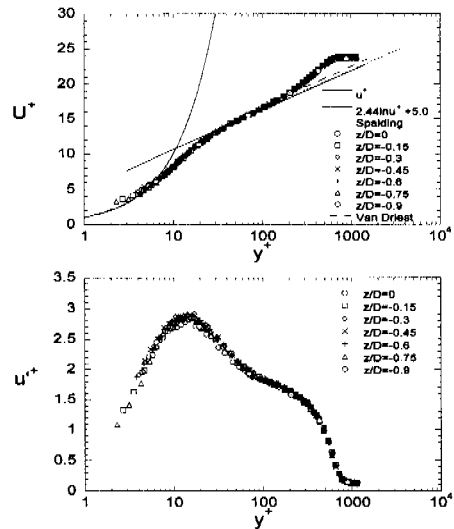 30
25
20
U+
15
10
5
0
u+
2.44lnu+ +5.0
Spalding
z/D=0
z/D=-0.15
z/D=-0.3
z/D=-0.45
z/D=-0.6
z/D=-0.75
z/D=-0.9
Van Driest
1 10 100 1000 10⁴
y+
3.5
3
2.5
u'+
2
1.5
1
0.5
0
z/D=0
z/D=-0.15
z/D=-0.3
z/D=-0.45
z/D=-0.6
z/D=-0.75
z/D=-0.9
1 10 100 1000 10⁴
y+